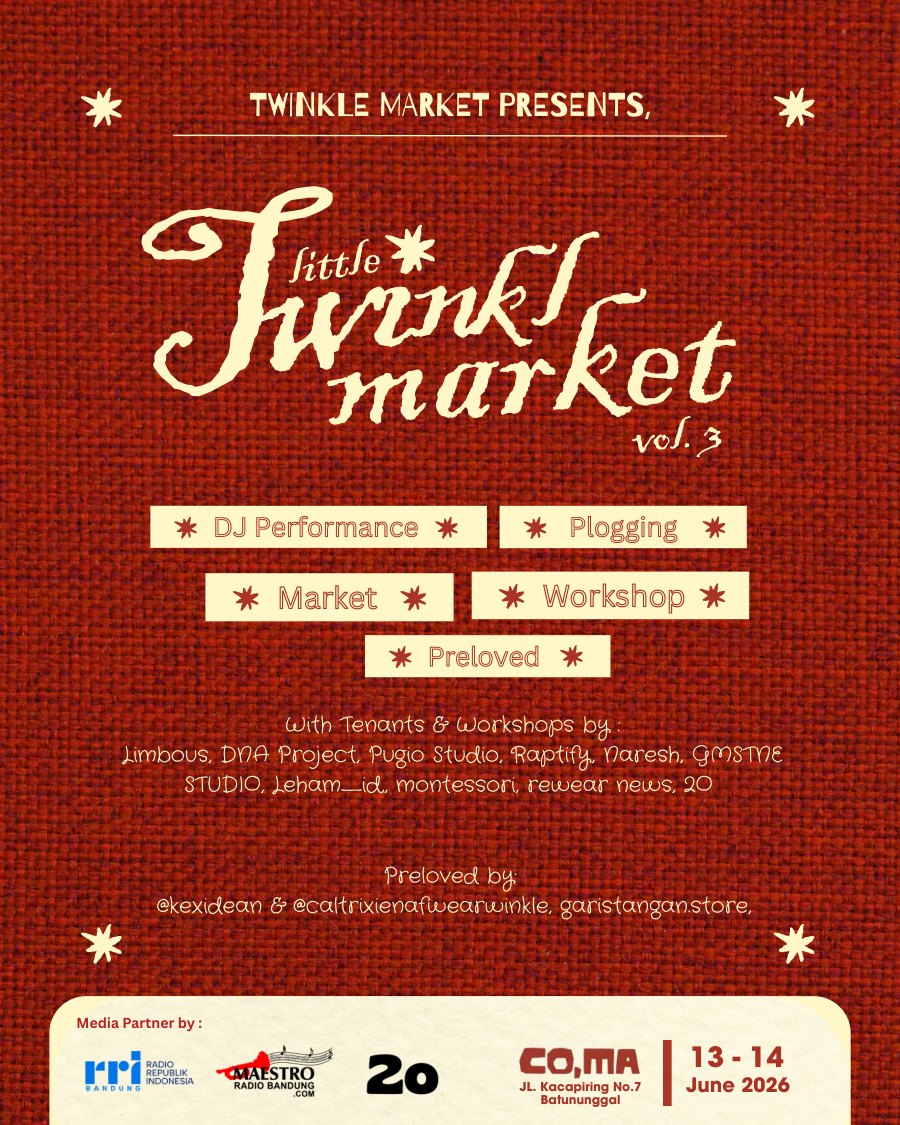 TWINKLE MARKET PRESENTS,
little
Twinkl
market
vol. 3
DJ Performance
Plogging
Market
Workshop
Preloved
With Tenants & Workshops by :
Limbous, DNA Project, Pugio Studio, Raptify, Naresh, GMSTNE
STUDIO, Leham_id, montessori, rewear news, 20
Preloved by:
@kexidean & @caltrixienafwearwinkle, garistangan.store,
Media Partner by :
rri
BANDUNG
RADIO
REPUBLIK
INDONESIA
MAESTRO
RADIO BANDUNG
.COM
20
CO,MA
JL. Kacapiring No.7
Batununggal
13 - 14
June 2026